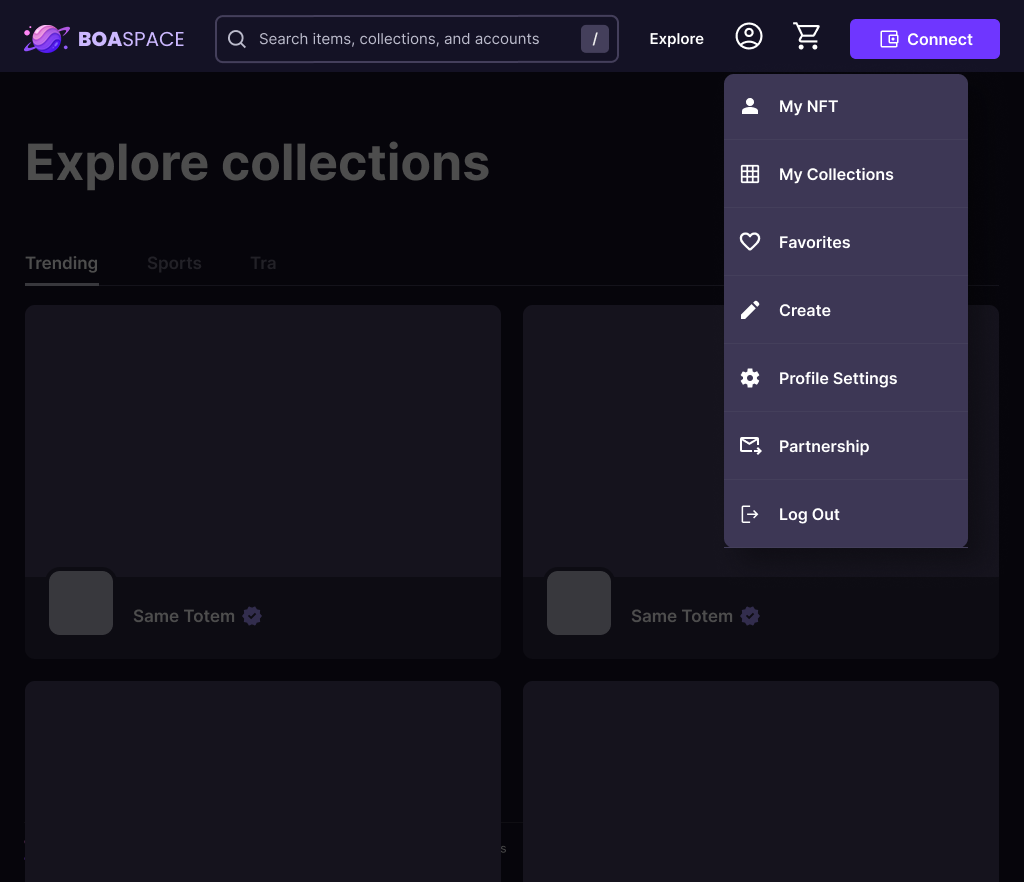 BOASPACE
Search items, collections, and accounts
/
Explore
Connect
My NFT
My Collections
Favorites
Create
Profile Settings
Partnership
Log Out
Explore collections
Trending
Sports
Tra
Same Totem
Same Totem
s